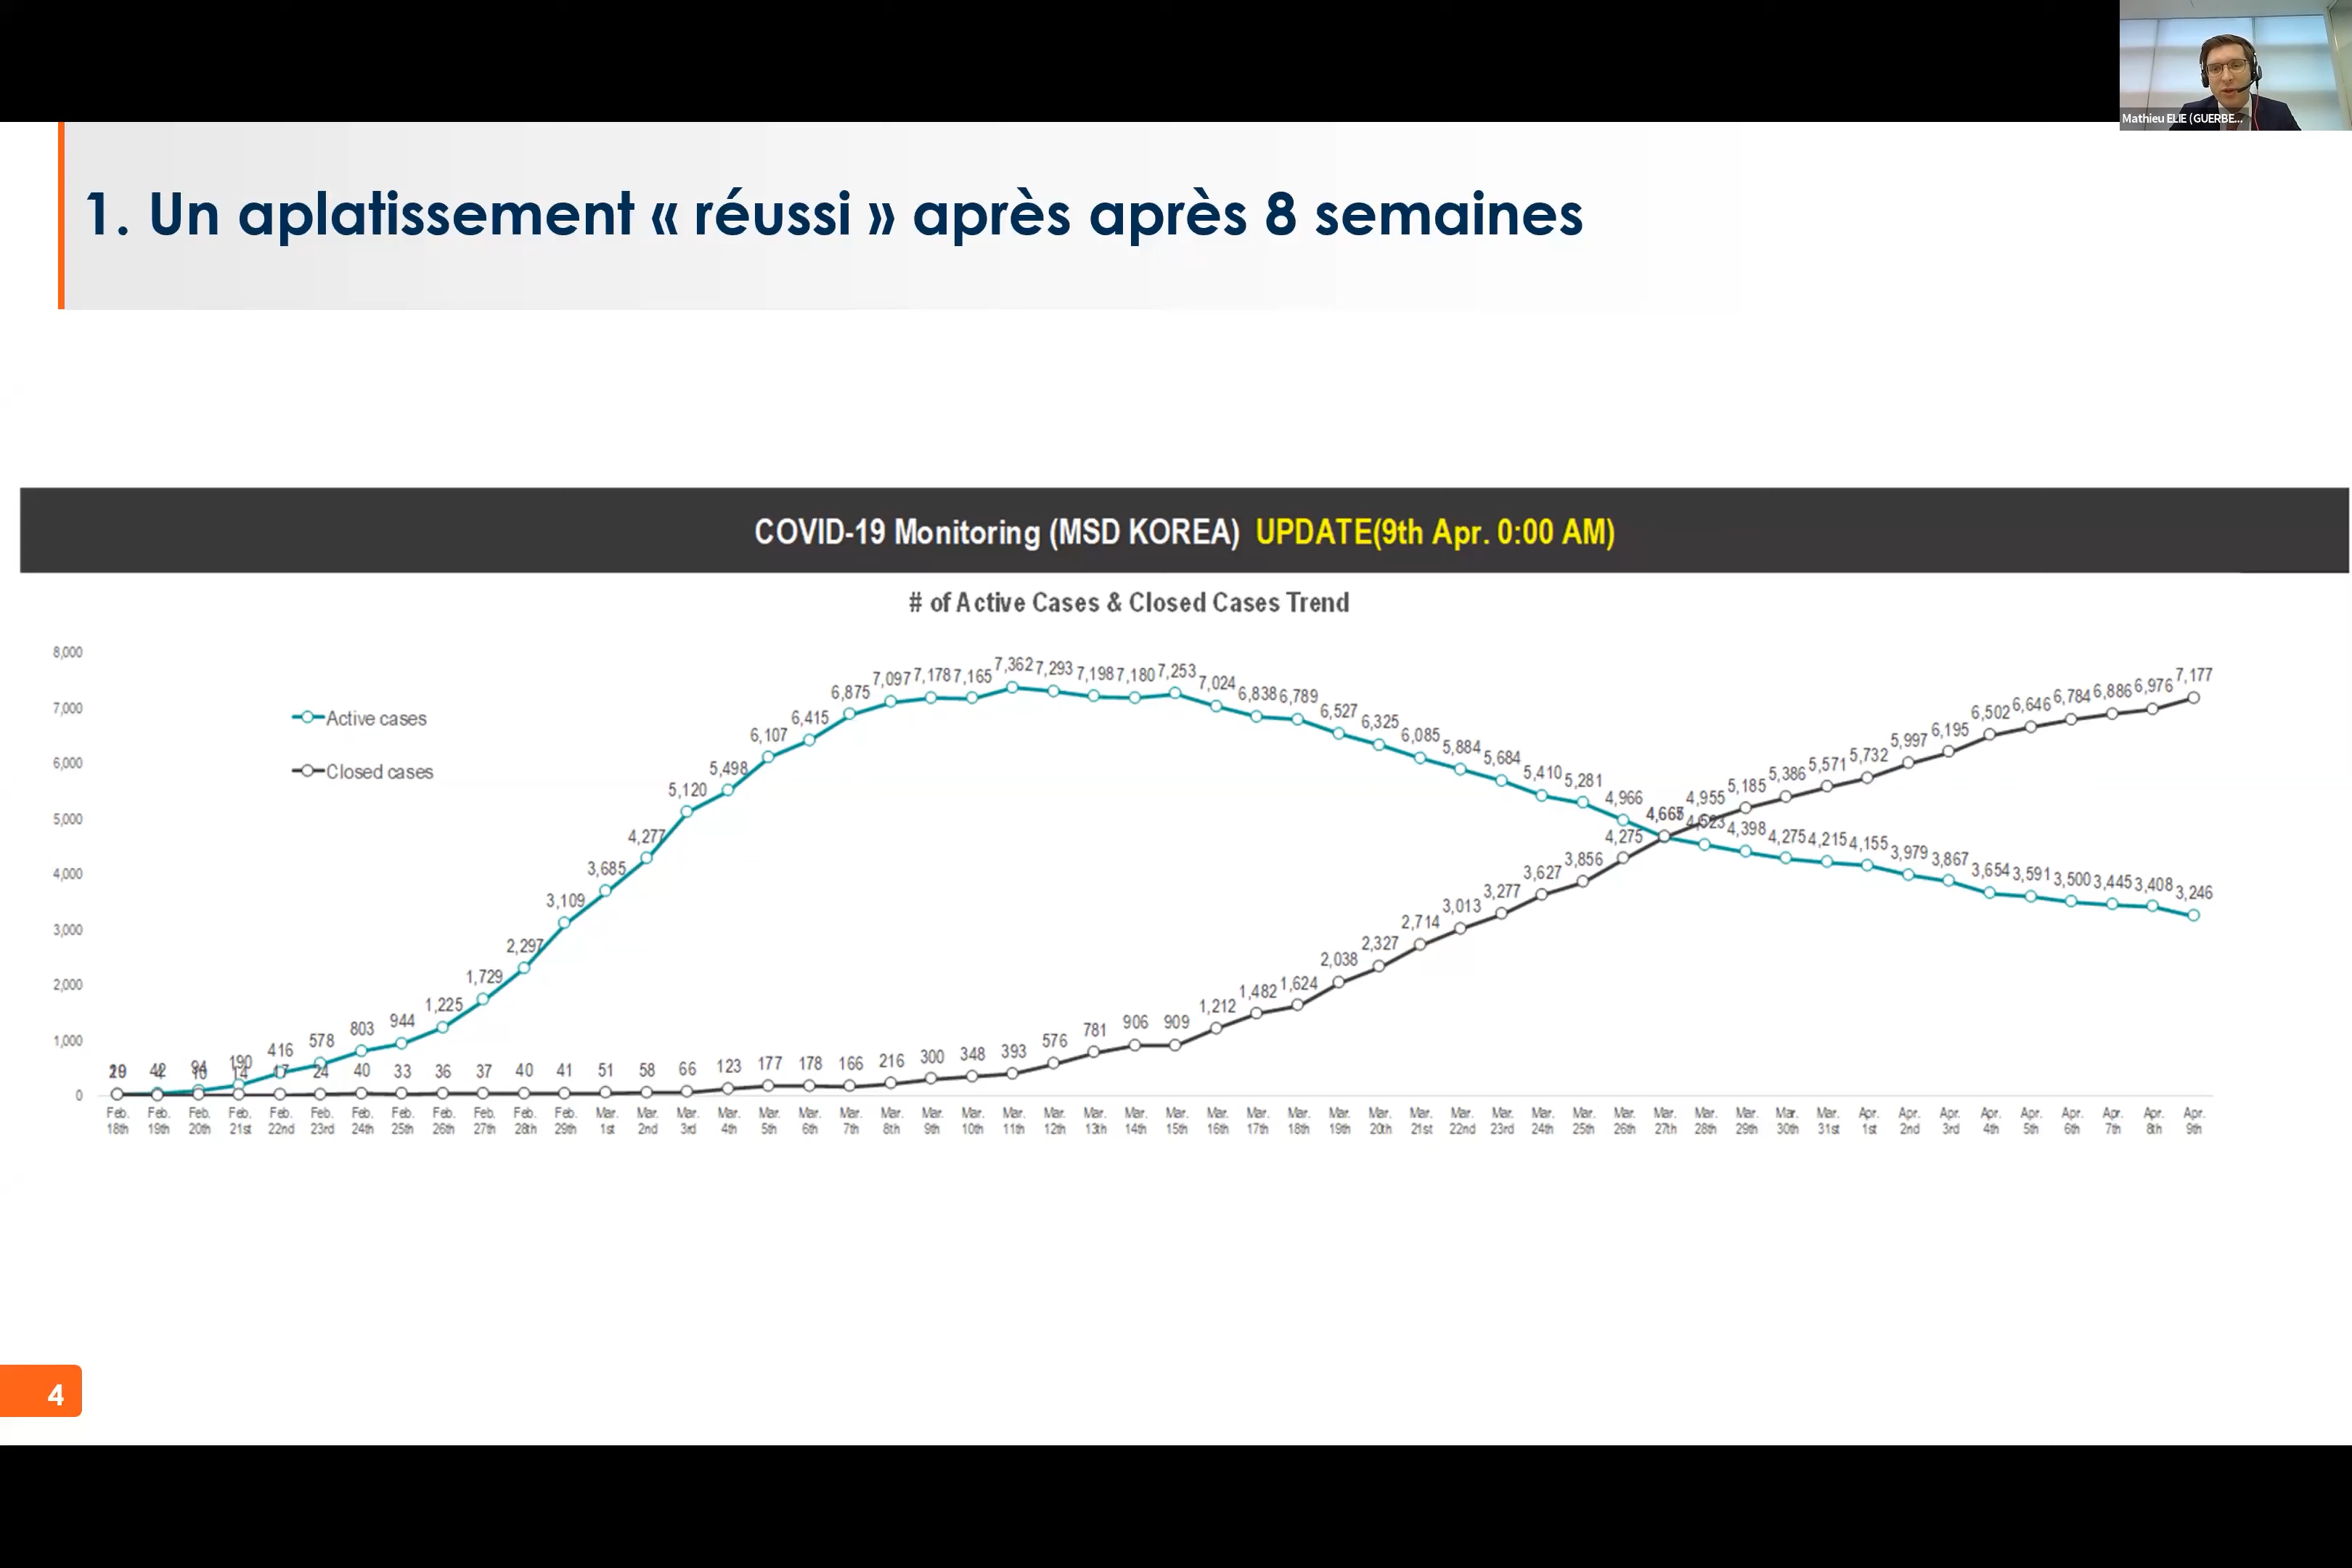 Mathieu ELIE (GUERBE...
1. Un aplatissement « réussi » après après 8 semaines
COVID-19 Monitoring (MSD KOREA) UPDATE(9th Apr. 0:00 AM)
# of Active Cases & Closed Cases Trend
8,000
7,000
6,000
5,000
4,000
3,000
2,000
1,000
0
Active cases
Closed cases
190 416 578 803 944 1,225 1,729 2,297 3,109 3,685 4,277 5,120 5,498 6,107 6,415 6,875 7,097 7,178 7,165 7,362 7,293 7,198 7,180 7,253 7,024 6,838 6,789 6,527 6,325 6,085 5,884 5,684 5,410 5,281 4,966 4,523 4,398 4,275 4,215 4,155 3,979 3,867 3,654 3,591 3,500 3,445 3,408 3,246
4 10 14 17 24 40 33 36 37 40 41 51 58 66 123 177 178 166 216 300 348 393 576 781 906 909 1,212 1,482 1,624 2,038 2,327 2,714 3,013 3,277 3,627 3,856 4,275 4,955 5,185 5,386 5,571 5,732 5,997 6,195 6,502 6,646 6,784 6,886 6,976 7,177
Feb. 18th Feb. 19th Feb. 20th Feb. 21st Feb. 22nd Feb. 23rd Feb. 24th Feb. 25th Feb. 26th Feb. 27th Feb. 28th Feb. 29th Mar. 1st Mar. 2nd Mar. 3rd Mar. 4th Mar. 5th Mar. 6th Mar. 7th Mar. 8th Mar. 9th Mar. 10th Mar. 11th Mar. 12th Mar. 13th Mar. 14th Mar. 15th Mar. 16th Mar. 17th Mar. 18th Mar. 19th Mar. 20th Mar. 21st Mar. 22nd Mar. 23rd Mar. 24th Mar. 25th Mar. 26th Mar. 27th Mar. 28th Mar. 29th Mar. 30th Mar. 31st Apr. 1st Apr. 2nd Apr. 3rd Apr. 4th Apr. 5th Apr. 6th Apr. 7th Apr. 8th Apr. 9th
4